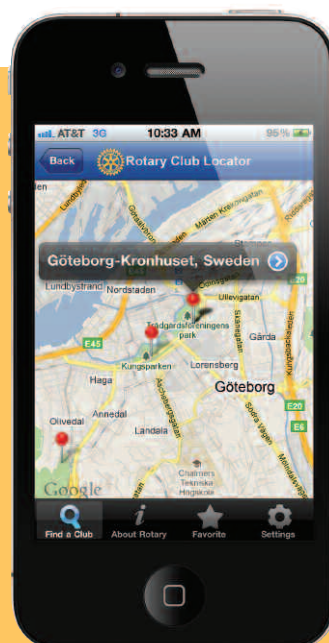 AT&T 3G 10:33 AM 95%
Back Rotary Club Locator
Göteborg-Kronhuset, Sweden
E20
Lundbystrand
Nordstaden
Ullevigatan
Trädgårdsföreningens
park
Skånegatan
E45
Gårda
Kungsparken
Lorensberg
Haga
Göteborg
Olivedal
Annedal
Landala
E20
E6
Chalmers
Tekniska
Högskola
Google
Find a Club About Rotary Favorite Settings